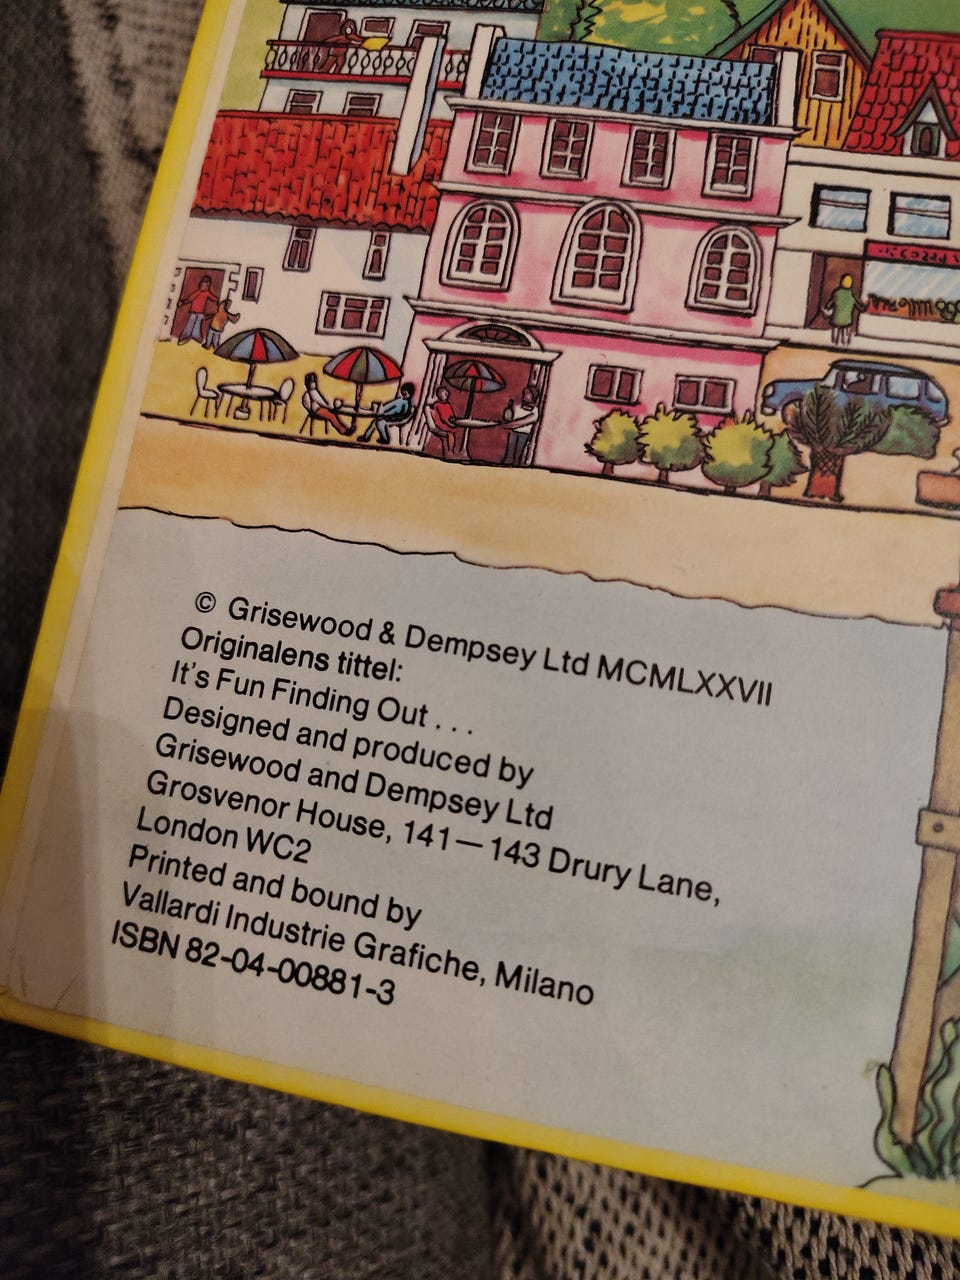 © Grisewood & Dempsey Ltd MCMLXXVII
Originalens tittel:
It's Fun Finding Out . . .
Designed and produced by
Grisewood and Dempsey Ltd
Grosvenor House, 141—143 Drury Lane,
London WC2
Printed and bound by
Vallardi Industrie Grafiche, Milano
ISBN 82-04-00881-3